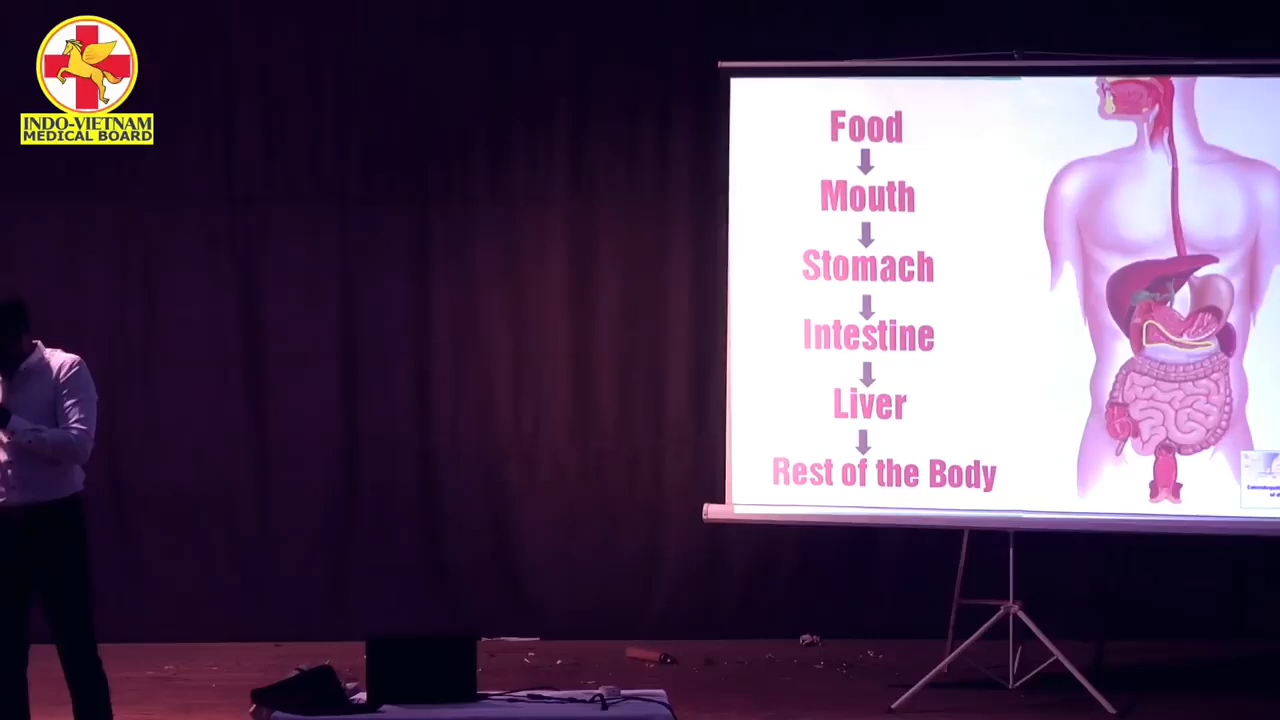 INDO-VIETNAM
MEDICAL BOARD
Food
Mouth
Stomach
Intestine
Liver
Rest of the Body